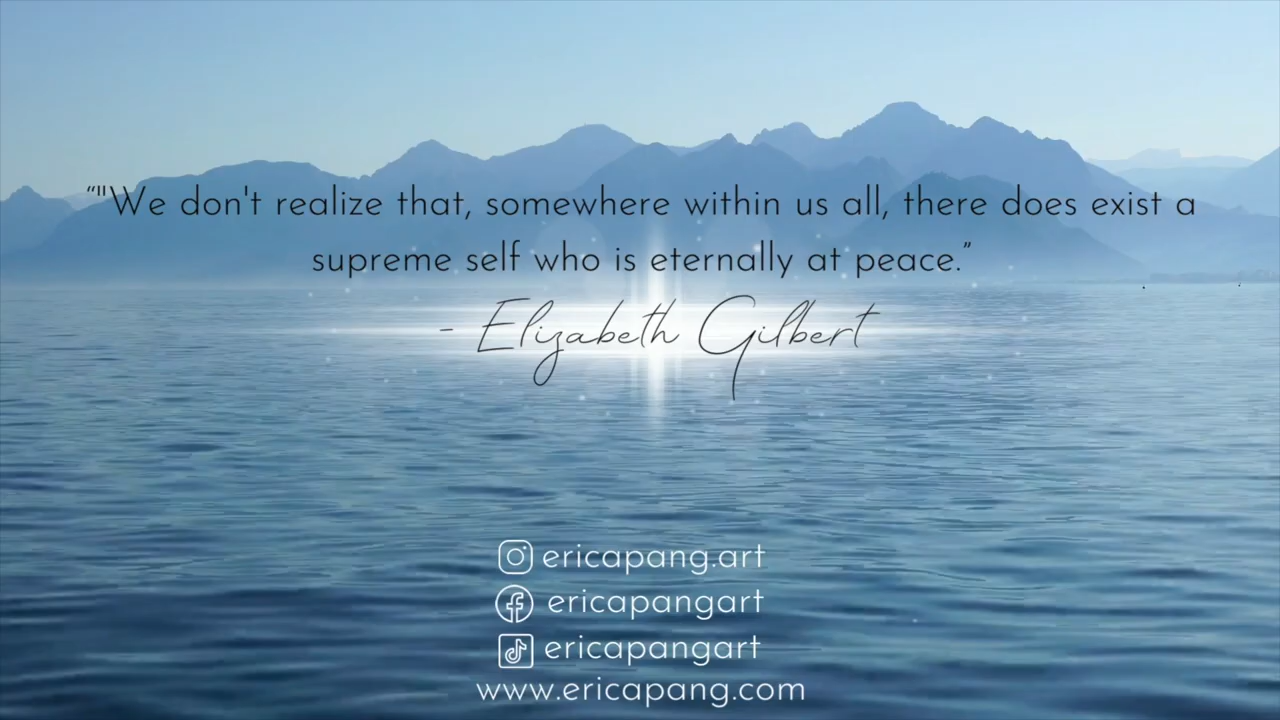 “"We don't realize that, somewhere within us all, there does exist a
supreme self who is eternally at peace.”
- Elizabeth Gilbert
ericapang.art
ericapangart
ericapangart
www.ericapang.com